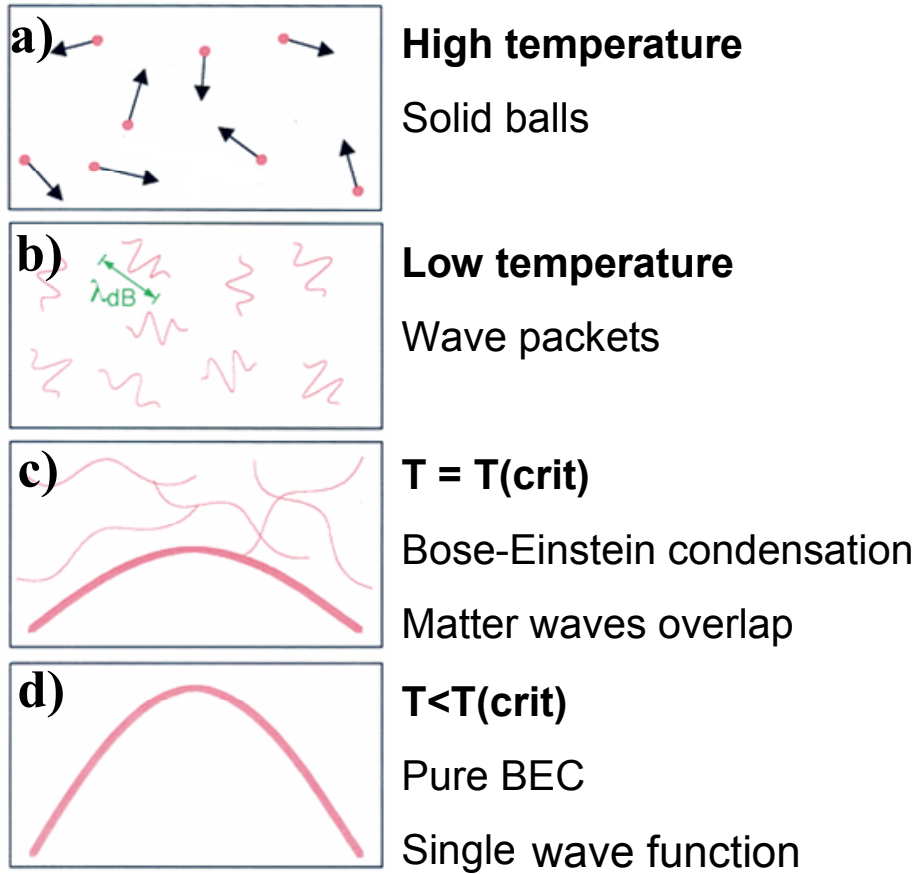 a)
High temperature
Solid balls
b)
λdB
Low temperature
Wave packets
c)
T = T(crit)
Bose-Einstein condensation
Matter waves overlap
d)
T<T(crit)
Pure BEC
Single wave function